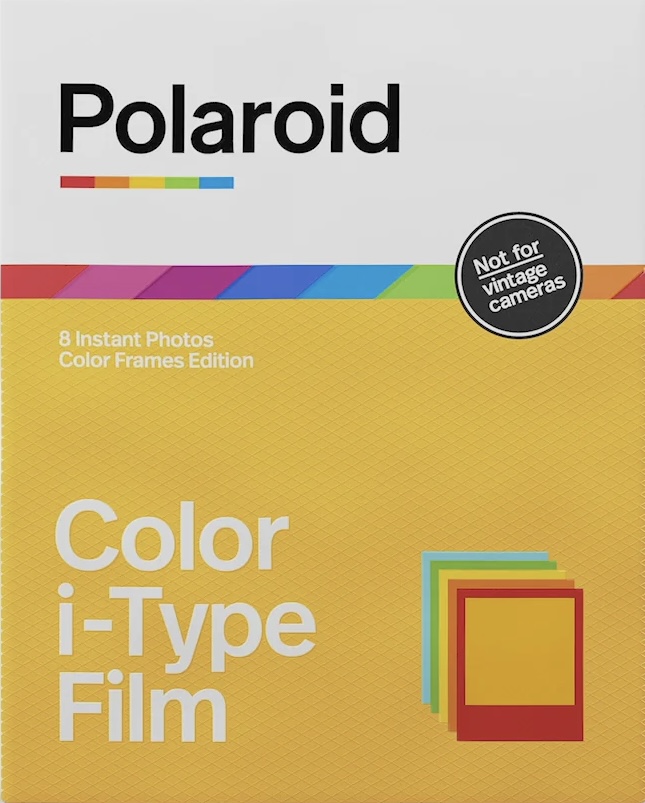 Polaroid
Not for
vintage
cameras
8 Instant Photos
Color Frames Edition
Color
i-Type
Film